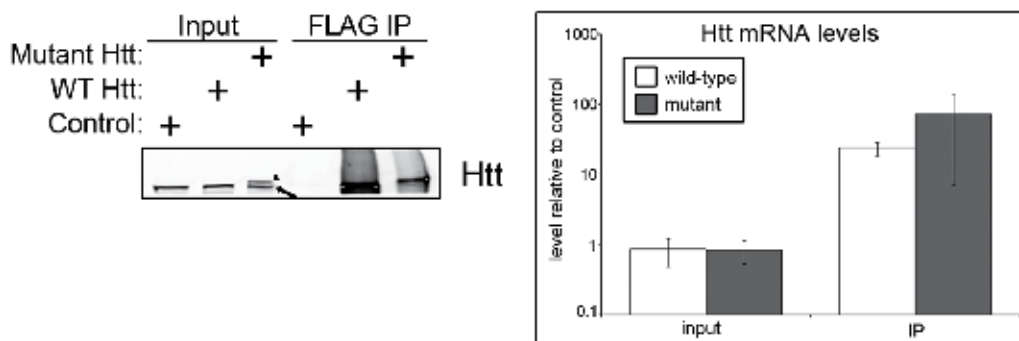 Input FLAG IP
Mutant Htt: + +
WT Htt: + +
Control: + +
Htt
Htt mRNA levels
wild-type
mutant
level relative to control
1000
100
10
1
0.1
input IP